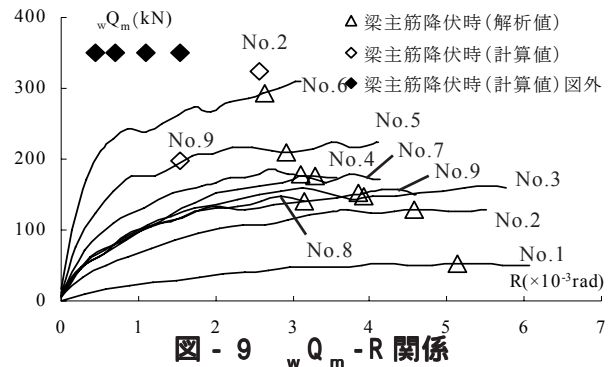 400
wQm(kN)
No.2
△ 梁主筋降伏時(解析値)
◇ 梁主筋降伏時(計算値)
◆ 梁主筋降伏時(計算値)図外
300
No.6
No.5
200
No.9
No.4
No.7
No.9
No.3
100
No.8
No.2
No.1
R(×10⁻³rad)
0
0 1 2 3 4 5 6 7
図 - 9 wQm-R 関係